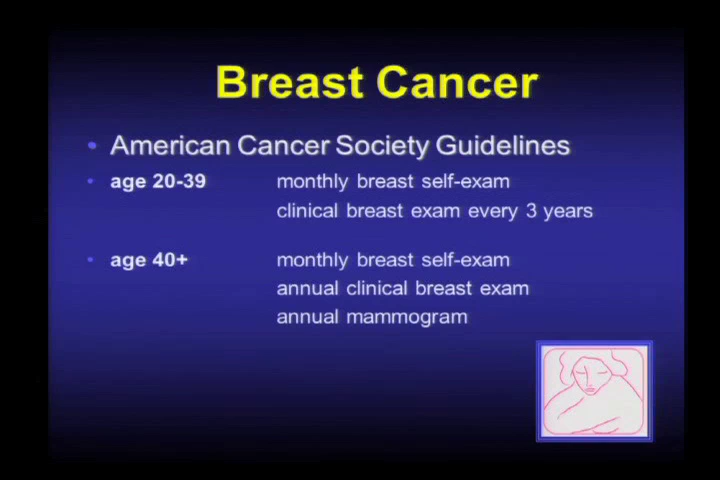 Breast Cancer
• American Cancer Society Guidelines
• age 20-39 monthly breast self-exam
clinical breast exam every 3 years
• age 40+ monthly breast self-exam
annual clinical breast exam
annual mammogram